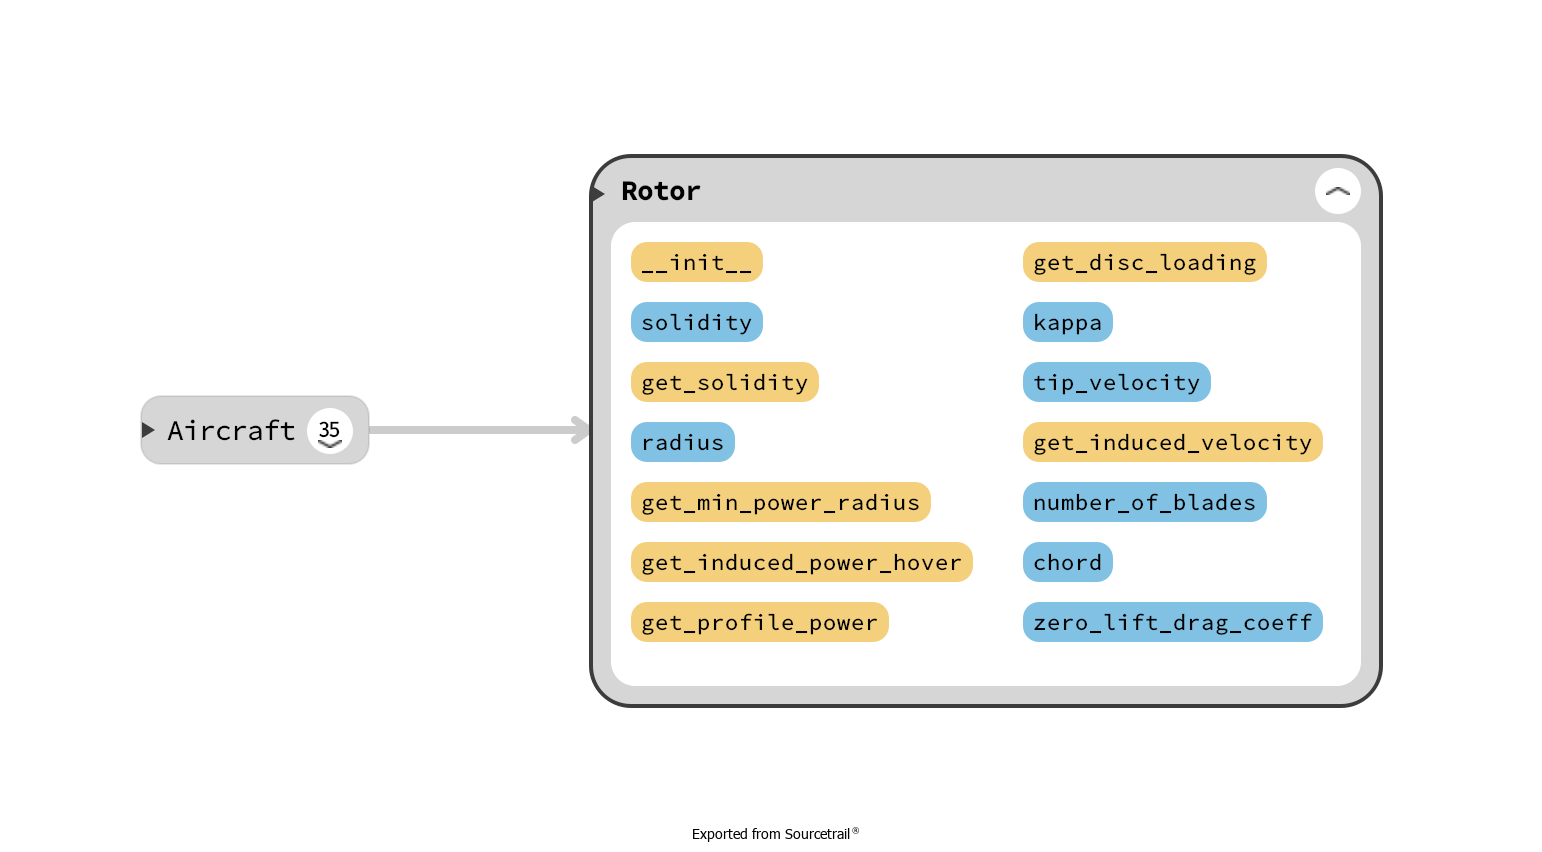 Rotor
__init__
get_disc_loading
solidity
kappa
get_solidity
tip_velocity
Aircraft 35
radius
get_induced_velocity
get_min_power_radius
number_of_blades
get_induced_power_hover
chord
get_profile_power
zero_lift_drag_coeff
Exported from Sourcetrail®